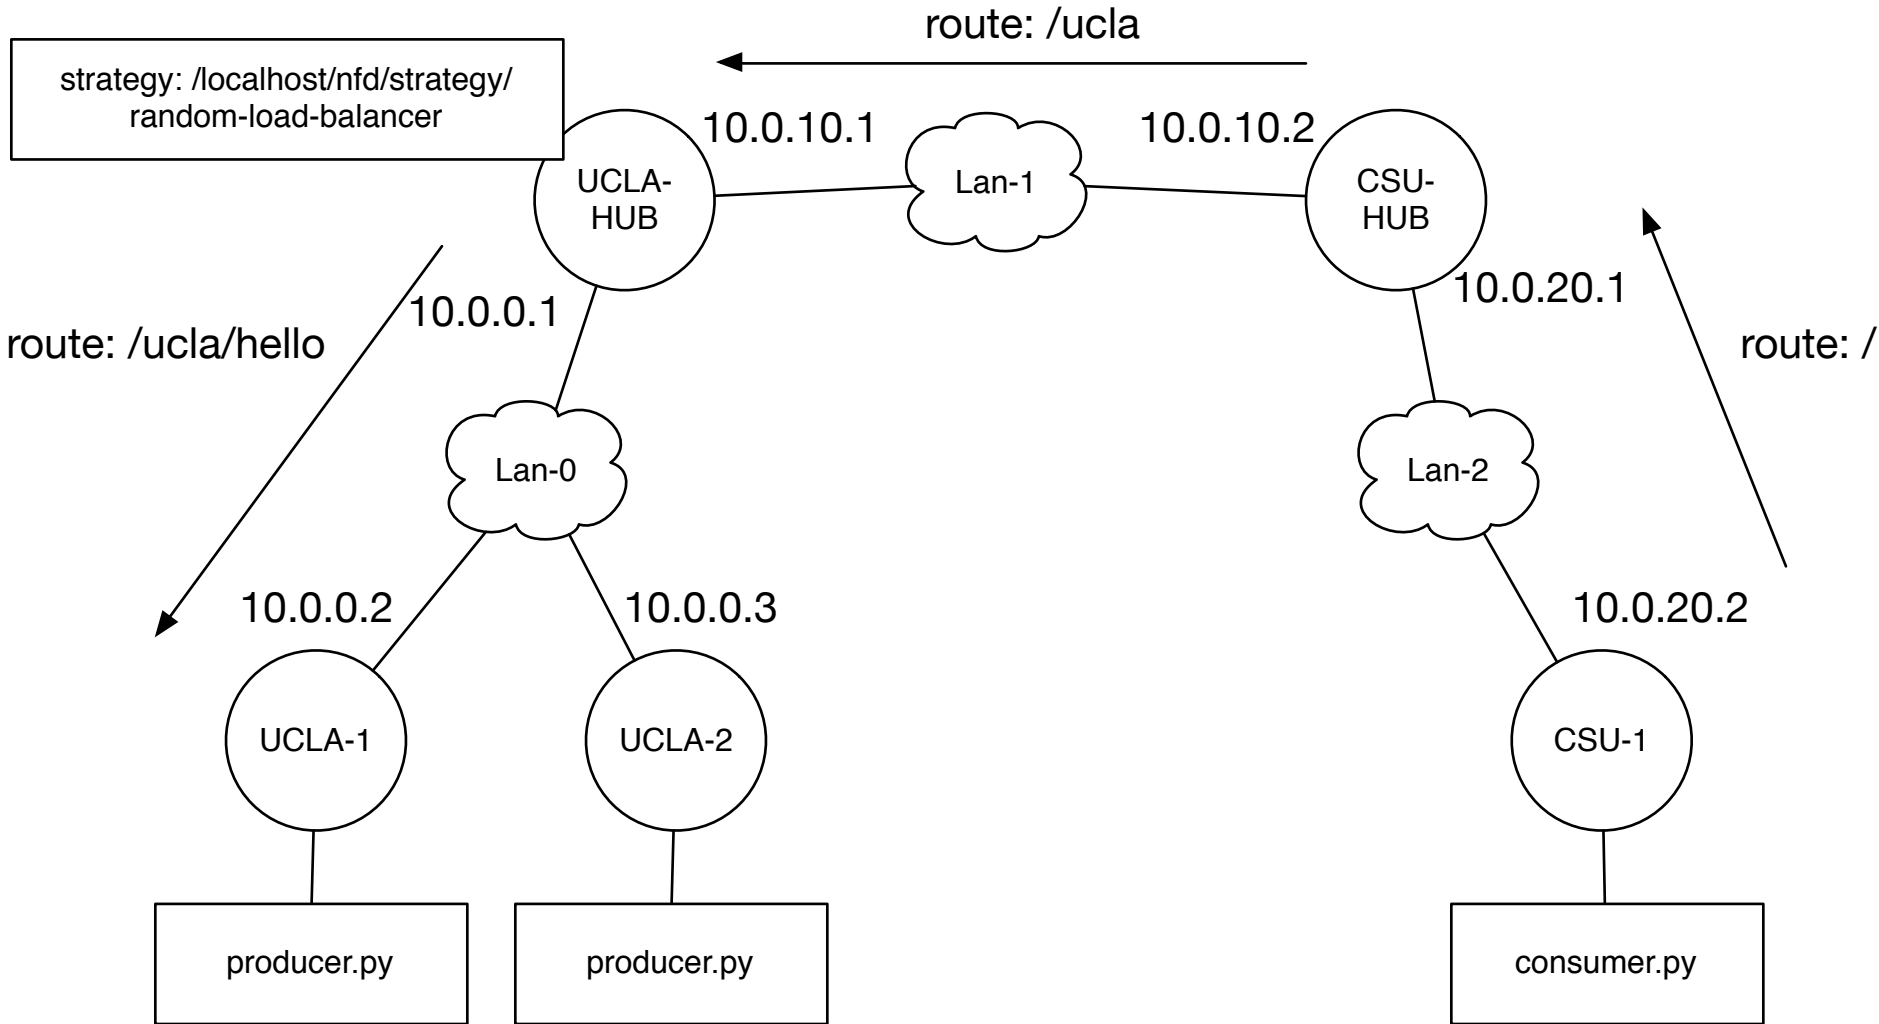 route: /ucla
strategy: /localhost/nfd/strategy/
random-load-balancer
10.0.10.1
10.0.10.2
UCLA-
HUB
Lan-1
CSU-
HUB
10.0.0.1
10.0.20.1
route: /ucla/hello
route: /
Lan-0
Lan-2
10.0.0.2
10.0.0.3
10.0.20.2
UCLA-1
UCLA-2
CSU-1
producer.py
producer.py
consumer.py